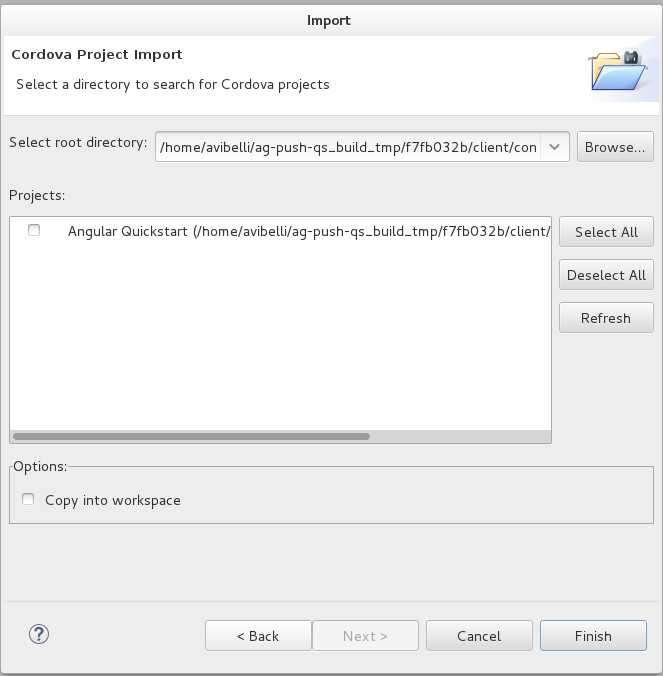 Import
Cordova Project Import
Select a directory to search for Cordova projects
Select root directory: /home/avibelli/ag-push-qs_build_tmp/f7fb032b/client/con Browse...
Projects:
Angular Quickstart (/home/avibelli/ag-push-qs_build_tmp/f7fb032b/client/
Select All
Deselect All
Refresh
Options:
Copy into workspace
? < Back Next > Cancel Finish